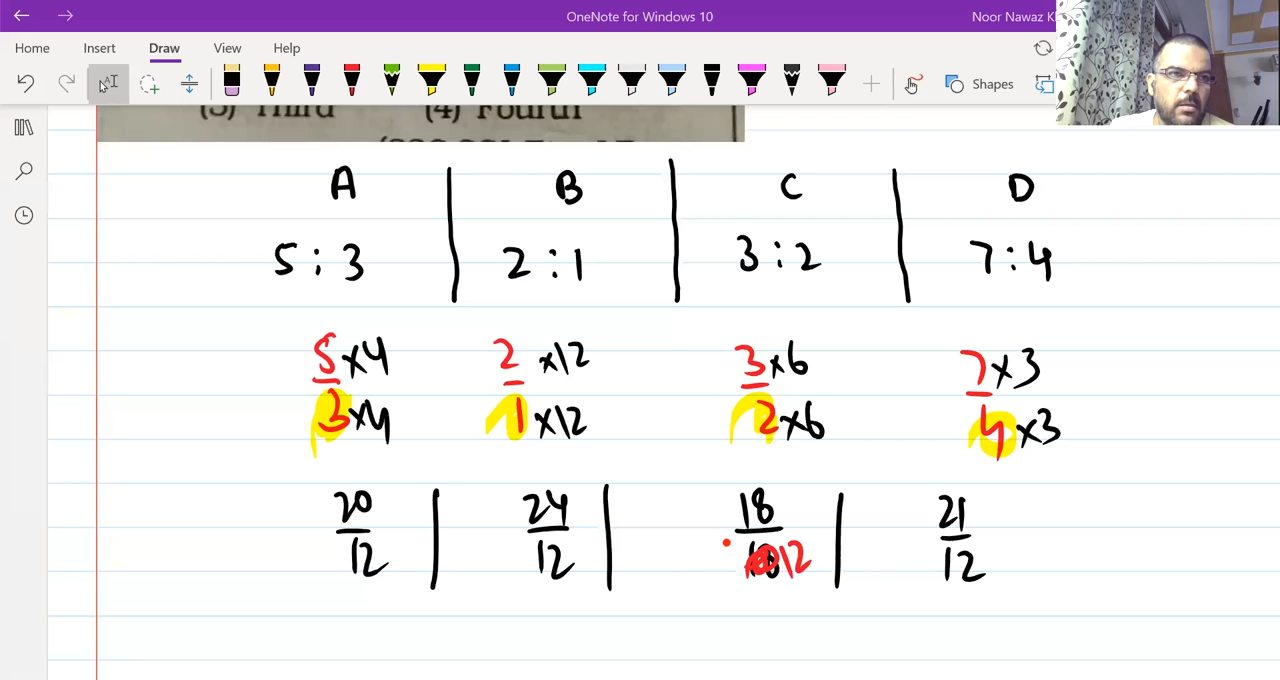 OneNote for Windows 10
Noor Nawaz K
Home Insert Draw View Help
Shapes
(3) Third (4) Fourth
A B C D
5 : 3 2 : 1 3 : 2 7 : 4
5 x4 2 x12 3 x6 7 x3
3 x4 1 x12 2 x6 4 x3
20 24 18 21
12 12 12 12